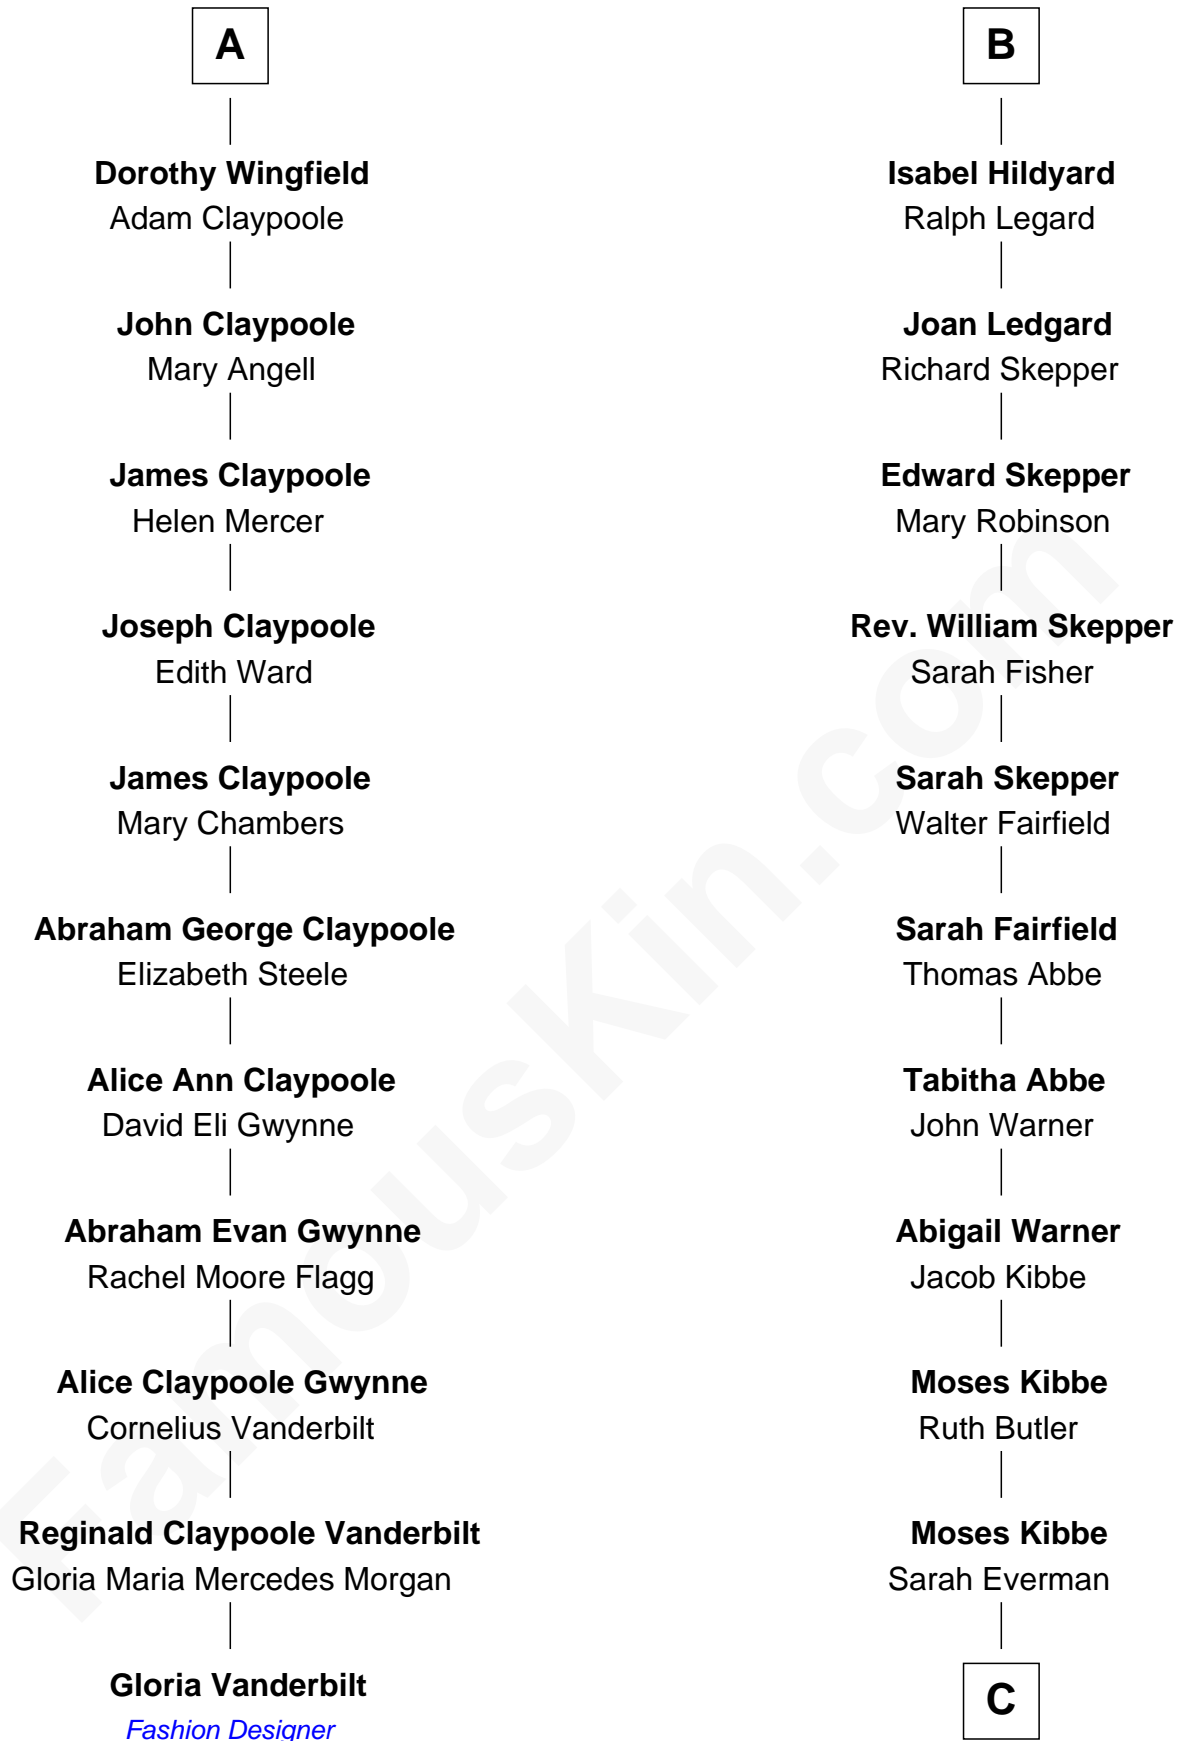 A
Dorothy Wingfield
Adam Claypoole
John Claypoole
Mary Angell
James Claypoole
Helen Mercer
Joseph Claypoole
Edith Ward
James Claypoole
Mary Chambers
Abraham George Claypoole
Elizabeth Steele
Alice Ann Claypoole
David Eli Gwynne
Abraham Evan Gwynne
Rachel Moore Flagg
Alice Claypoole Gwynne
Cornelius Vanderbilt
Reginald Claypoole Vanderbilt
Gloria Maria Mercedes Morgan
Gloria Vanderbilt
Fashion Designer
B
Isabel Hildyard
Ralph Legard
Joan Ledgard
Richard Skepper
Edward Skepper
Mary Robinson
Rev. William Skepper
Sarah Fisher
Sarah Skepper
Walter Fairfield
Sarah Fairfield
Thomas Abbe
Tabitha Abbe
John Warner
Abigail Warner
Jacob Kibbe
Moses Kibbe
Ruth Butler
Moses Kibbe
Sarah Everman
C
FamousKin.com